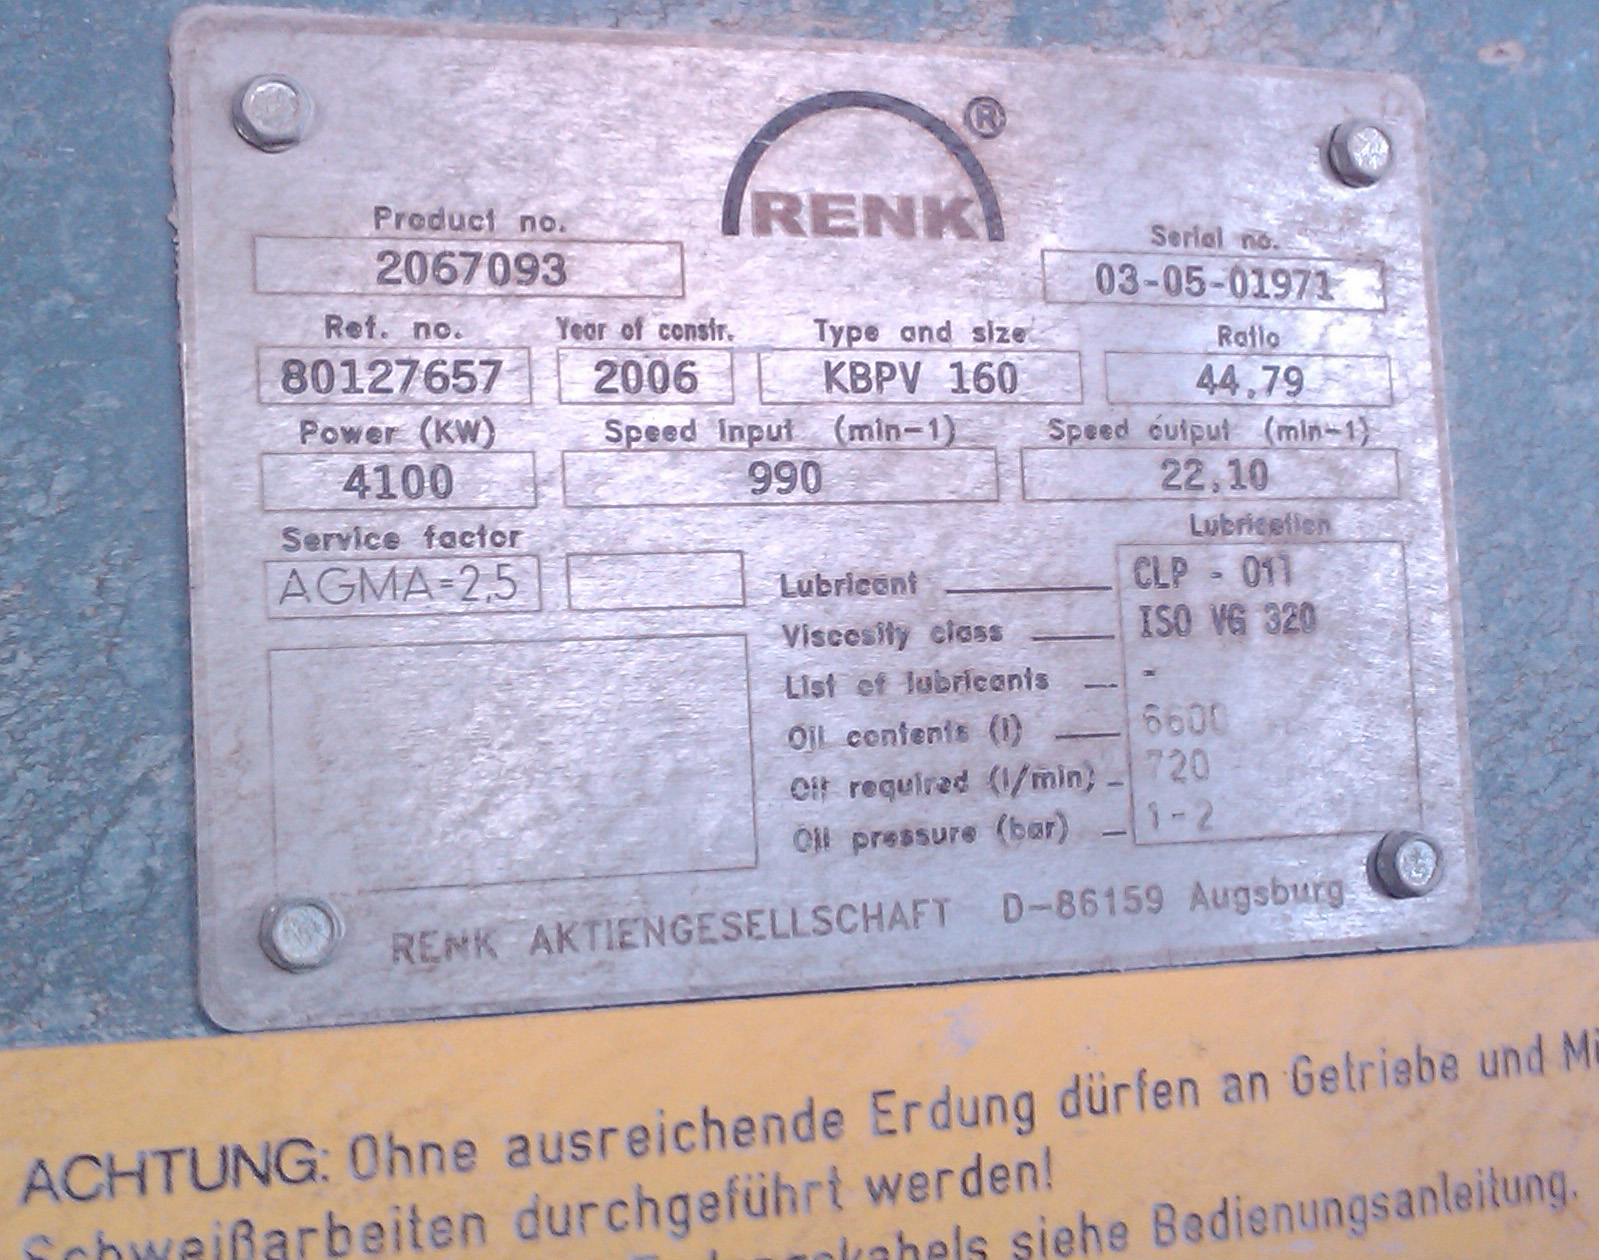 RENK ®
Product no.
2067093
Serial no.
03-05-01971
Ref. no.
80127657
Year of constr.
2006
Type and size
KBPV 160
Ratio
44,79
Power (KW)
4100
Speed input (min-1)
990
Speed output (min-1)
22,10
Service factor
AGMA=2,5
Lubrication
Lubricant CLP - 011
Viscosity class ISO VG 320
List of lubricants -
Oil contents (l) 6600
Oil required (l/min) 720
Oil pressure (bar) 1-2
RENK AKTIENGESELLSCHAFT D-86159 Augsburg
ACHTUNG: Ohne ausreichende Erdung dürfen an Getriebe und
Schweißarbeiten durchgeführt werden!
siehe Bedienungsanleitung.